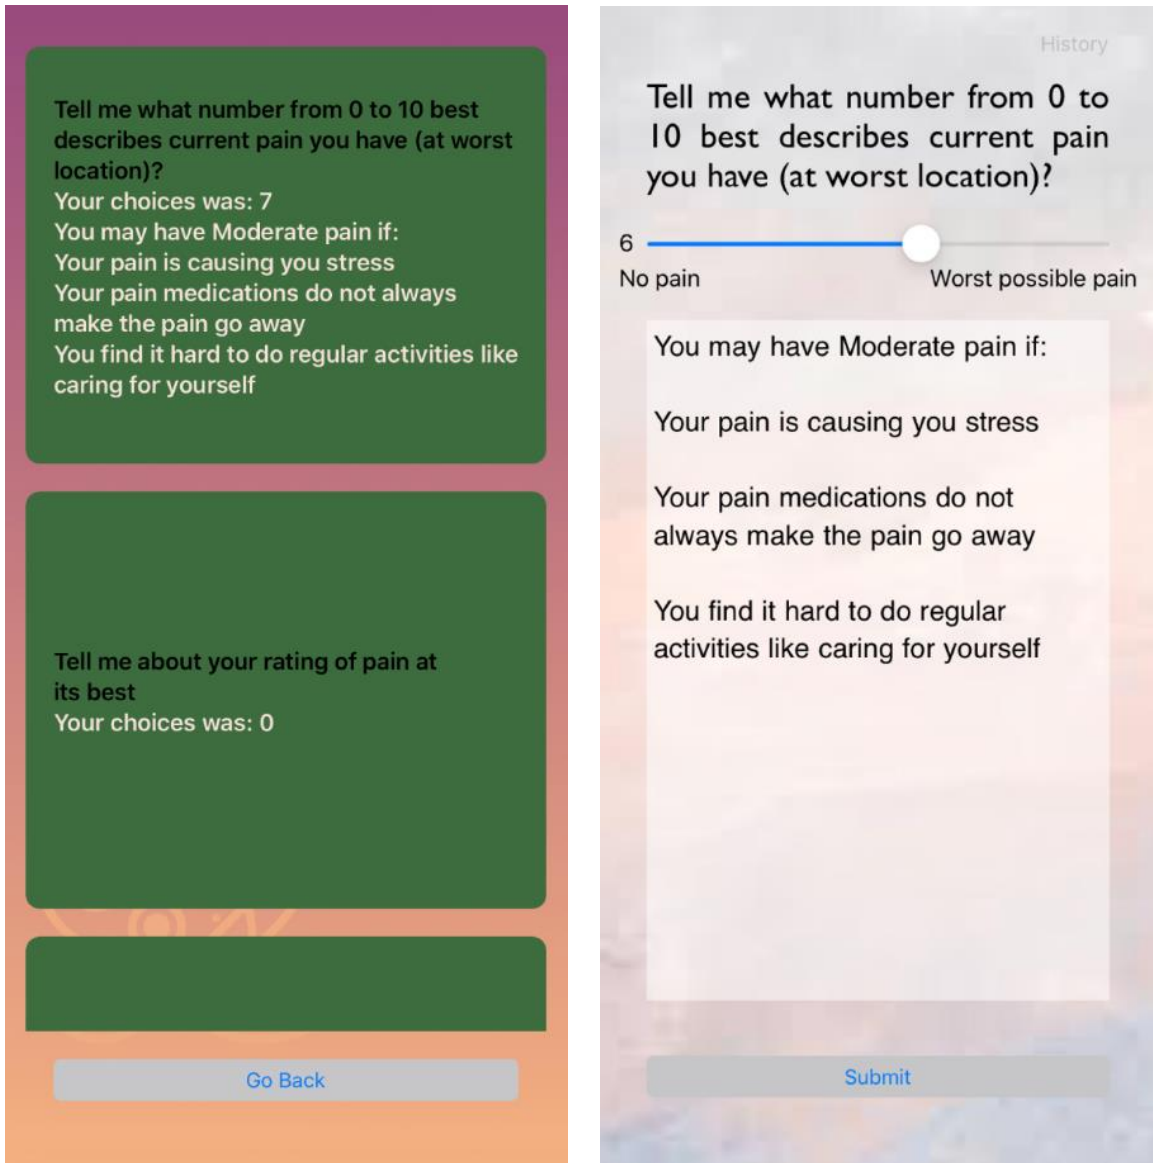 Tell me what number from 0 to 10 best
describes current pain you have (at worst
location)?
Your choices was: 7
You may have Moderate pain if:
Your pain is causing you stress
Your pain medications do not always
make the pain go away
You find it hard to do regular activities like
caring for yourself
Tell me about your rating of pain at
its best
Your choices was: 0
Go Back
History
Tell me what number from 0 to
10 best describes current pain
you have (at worst location)?
6
No pain
Worst possible pain
You may have Moderate pain if:
Your pain is causing you stress
Your pain medications do not
always make the pain go away
You find it hard to do regular
activities like caring for yourself
Submit